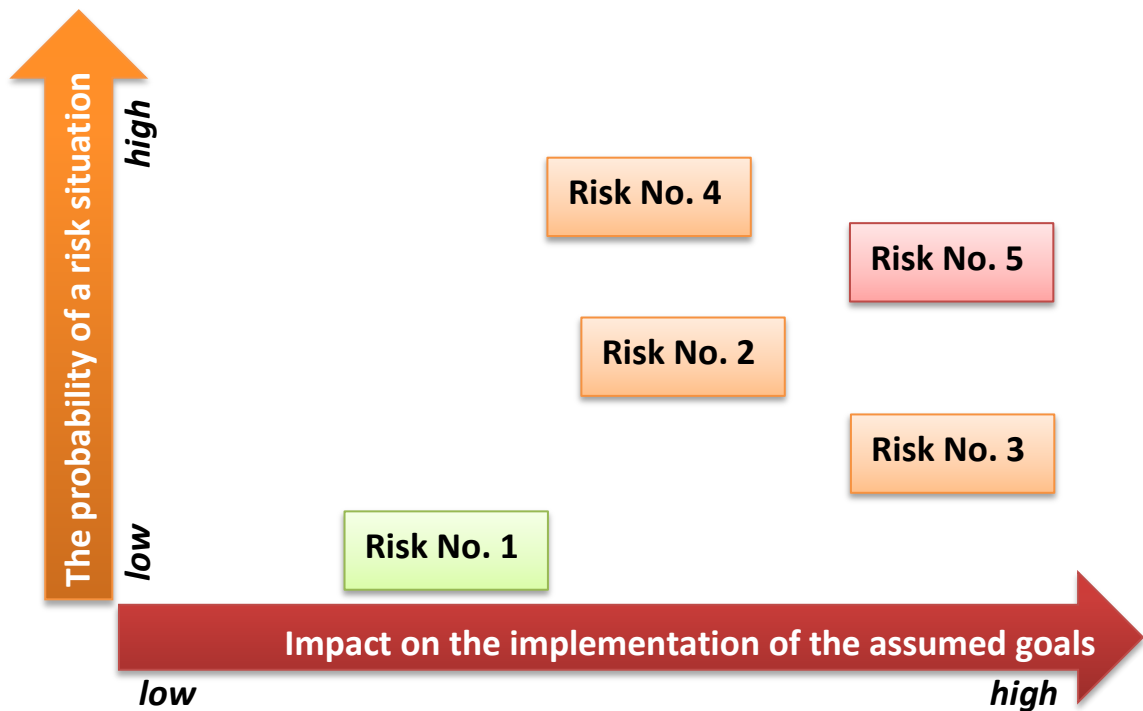 The probability of a risk situation
high
low
Risk No. 4
Risk No. 5
Risk No. 2
Risk No. 3
Risk No. 1
Impact on the implementation of the assumed goals
low
high